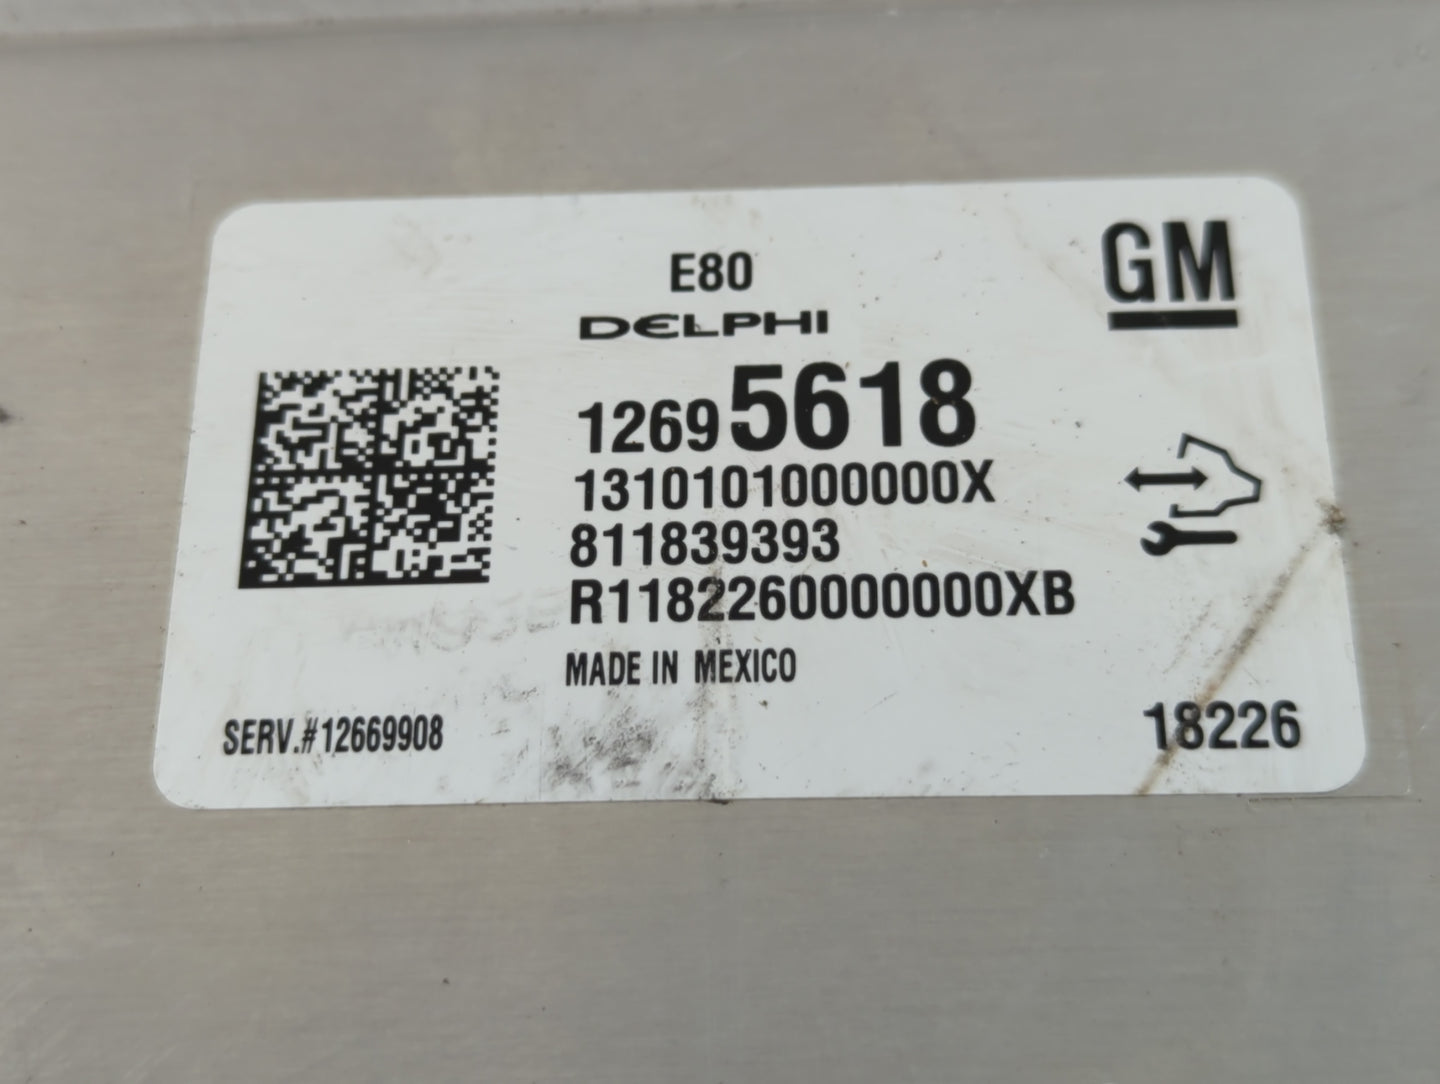 E80
GM
DELPHI
12695618
1310101000000X
811839393
R1182260000000XB
MADE IN MEXICO
SERV.#12669908
18226